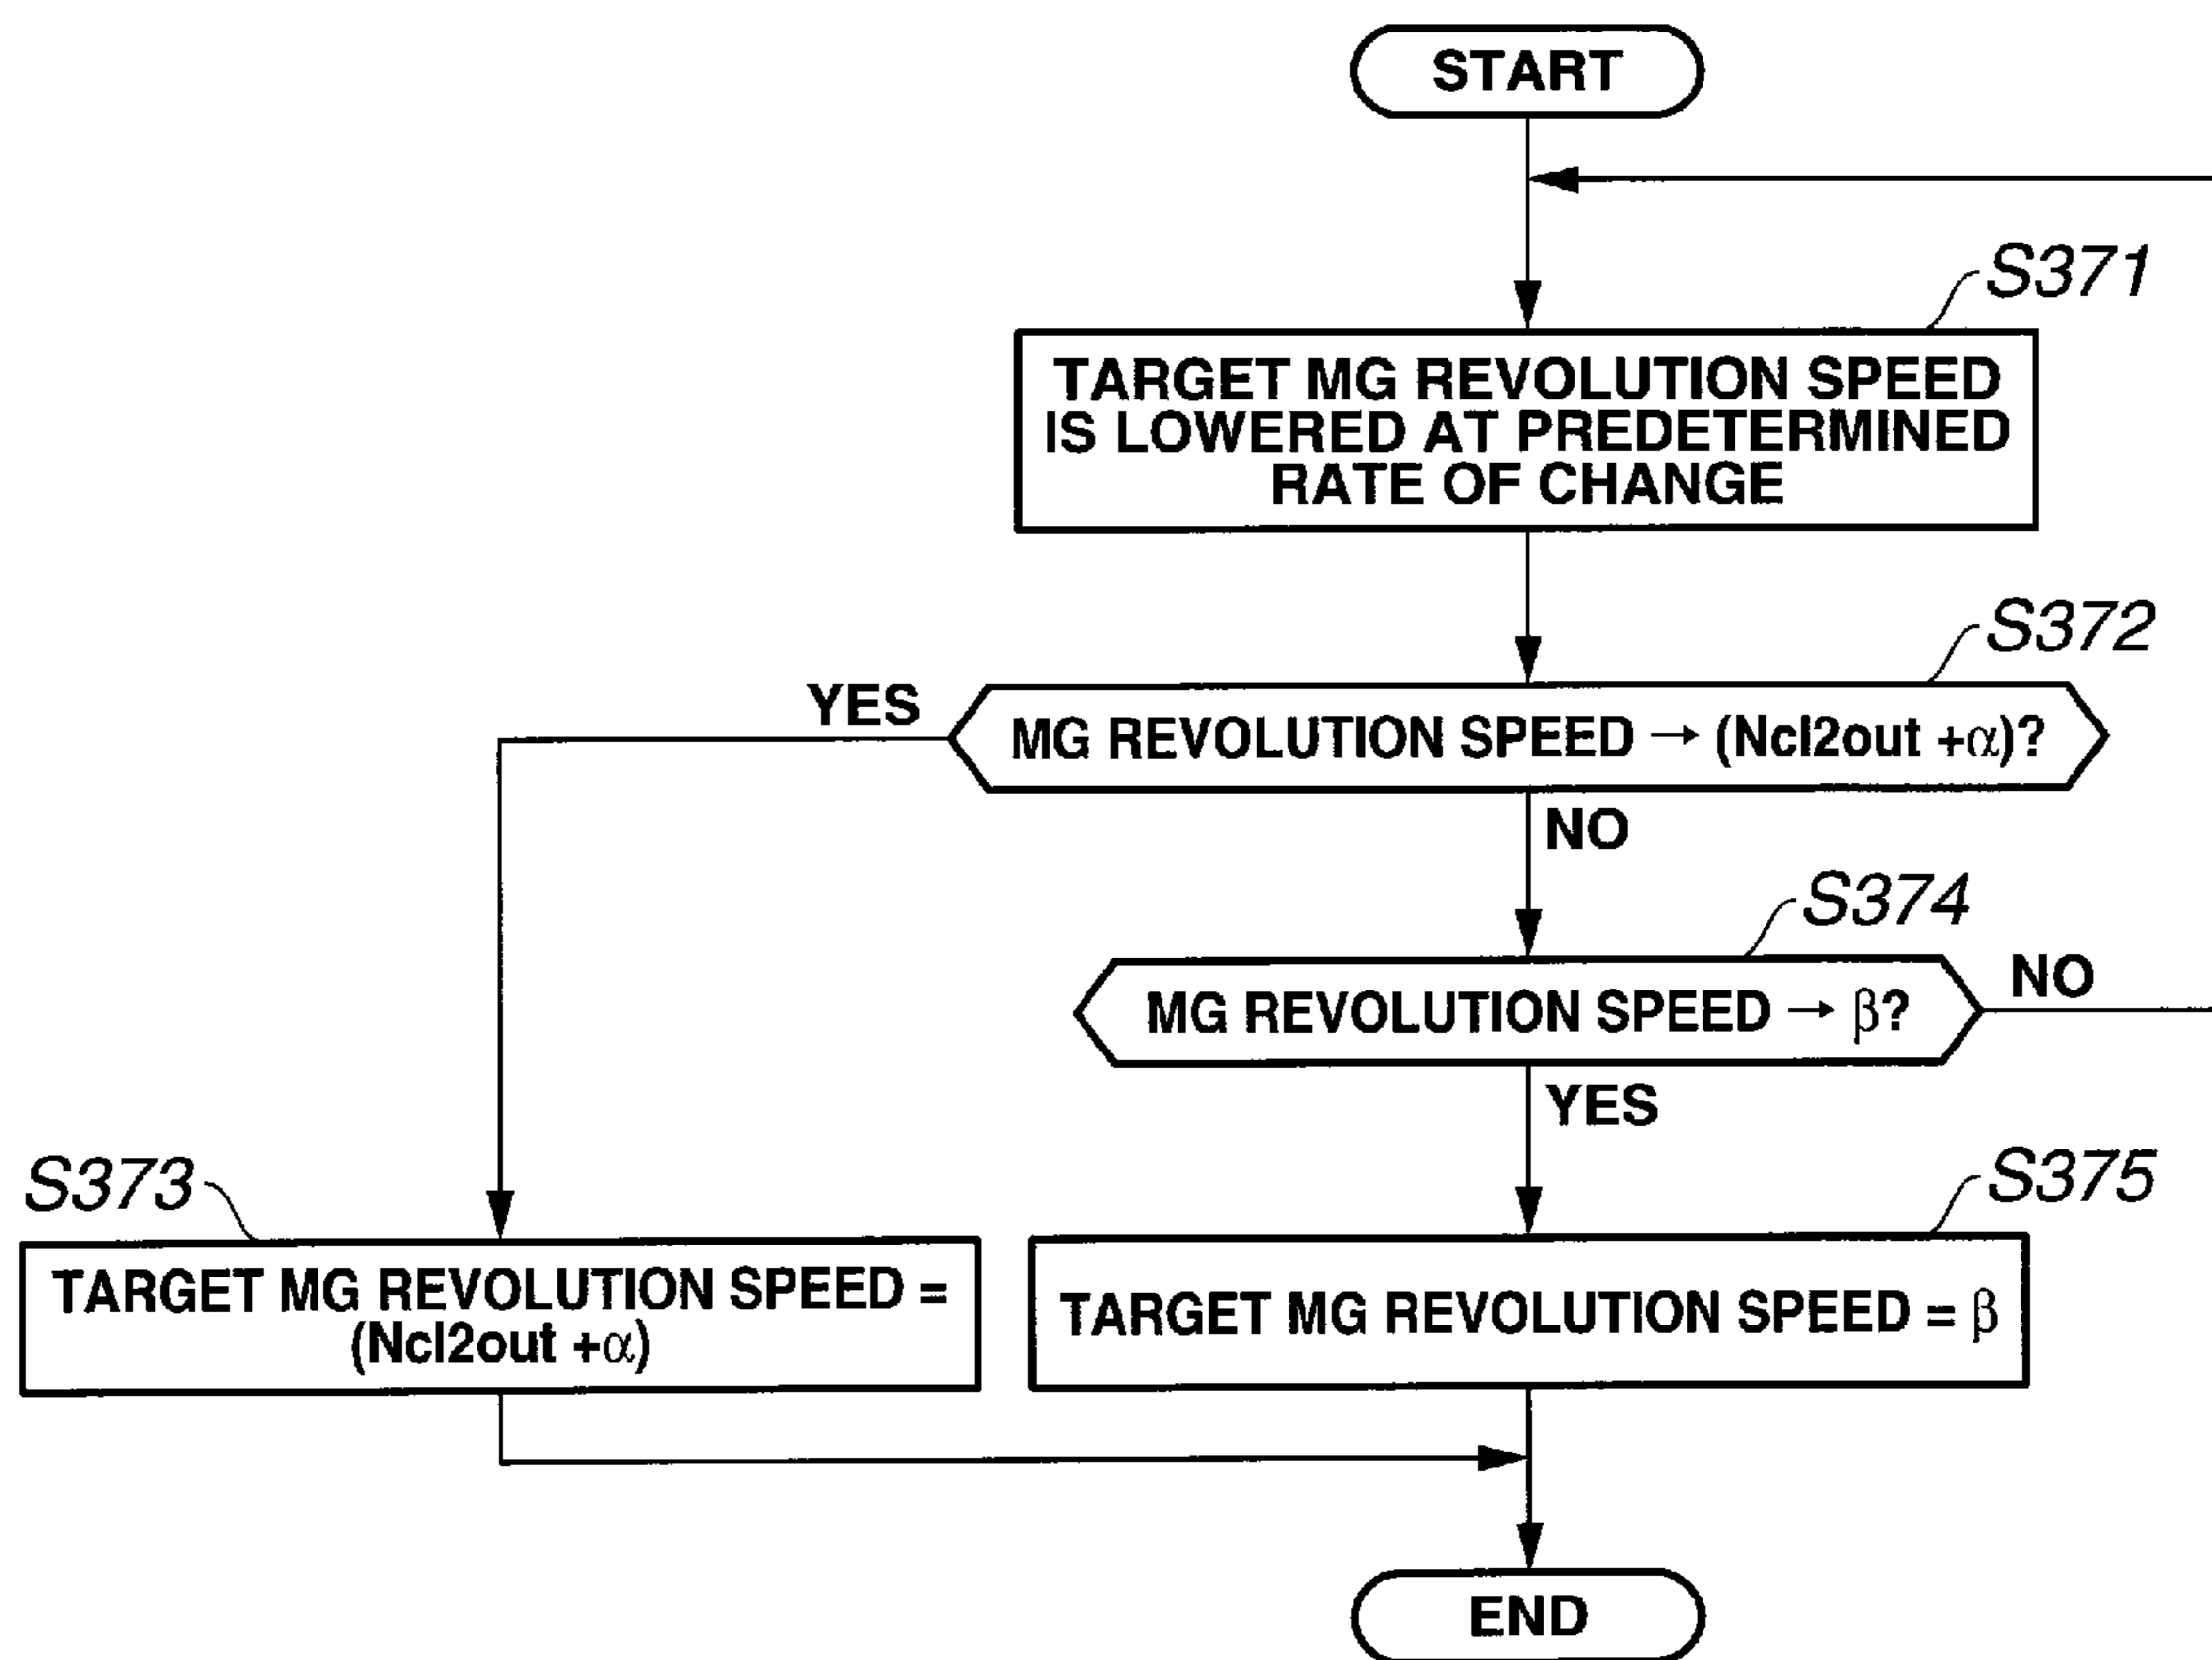 START
S371
TARGET MG REVOLUTION SPEED
IS LOWERED AT PREDETERMINED
RATE OF CHANGE
S372
YES
MG REVOLUTION SPEED → (Ncl2out +α)?
NO
S374
MG REVOLUTION SPEED → β?
NO
YES
S373
S375
TARGET MG REVOLUTION SPEED =
(Ncl2out +α)
TARGET MG REVOLUTION SPEED = β
END